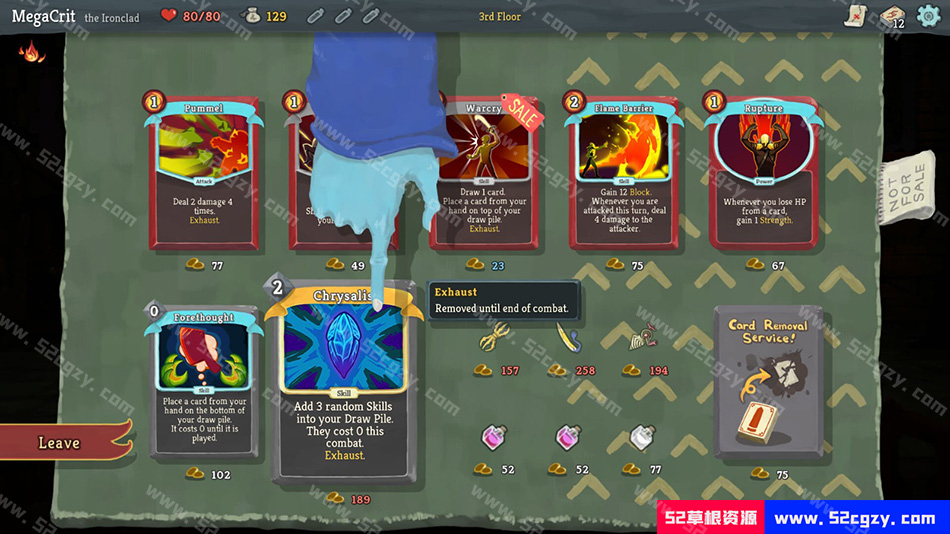 MegaCrit the Ironclad 80/80 129 3rd Floor 12
NOT FOR SALE
1
Pummel
Attack
Deal 2 damage 4
times.
Exhaust.
77
1
49
Warcry
SALE
Skill
Draw 1 card.
Place a card from your
hand on top of your
draw pile.
Exhaust.
23
2
Flame Barrier
Skill
Gain 12 Block.
Whenever you are
attacked this turn, deal
4 damage to the
attacker.
75
1
Rupture
Power
Whenever you lose HP
from a card,
gain 1 Strength.
67
0
Forethought
Skill
Place a card from your
hand on the bottom of
your draw pile.
It costs 0 until it is
played.
102
2
Chrysalis
Skill
Add 3 random Skills
into your Draw Pile.
They cost 0 this
combat.
Exhaust.
189
Exhaust
Removed until end of combat.
157 258 194
52 52 77
Card Removal
Service!
75
Leave
52草根资源 www.52cgzy.com